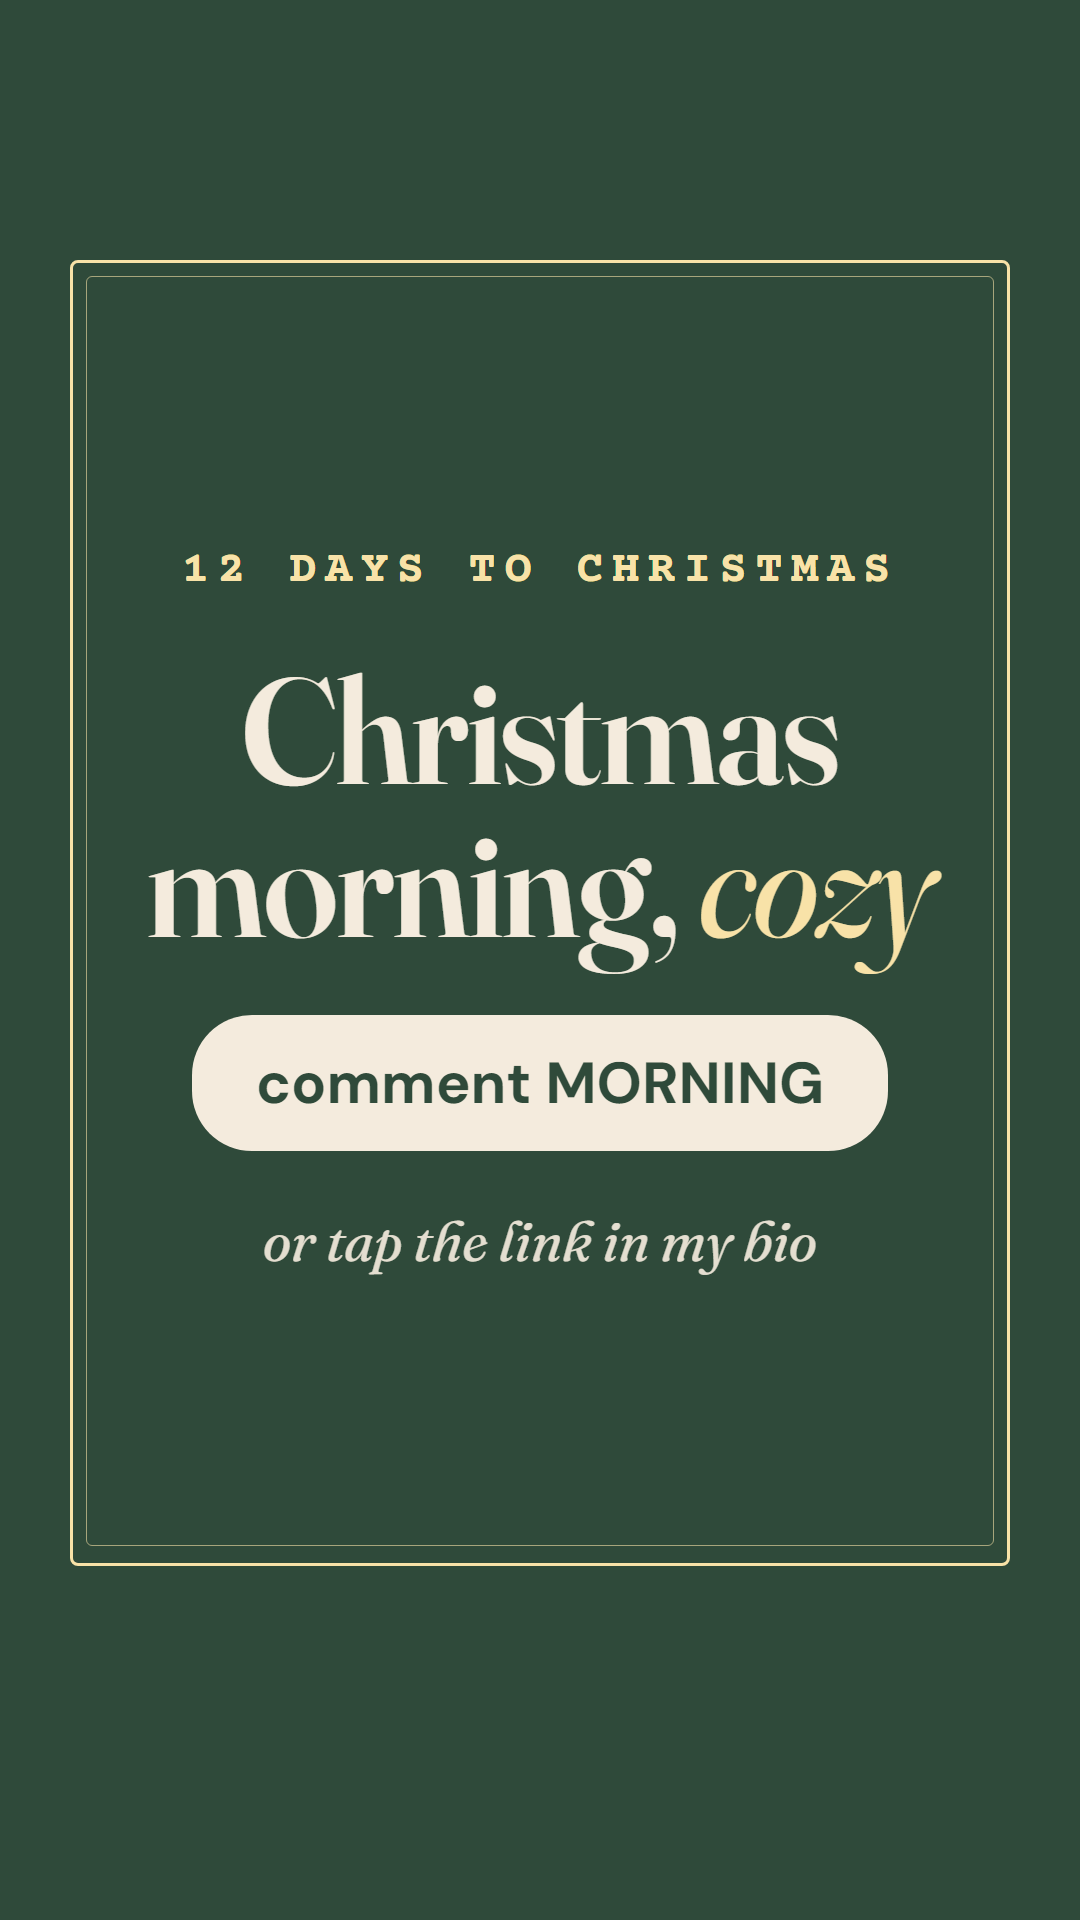 12 DAYS TO CHRISTMAS
Christmas
morning, cozy
comment MORNING
or tap the link in my bio